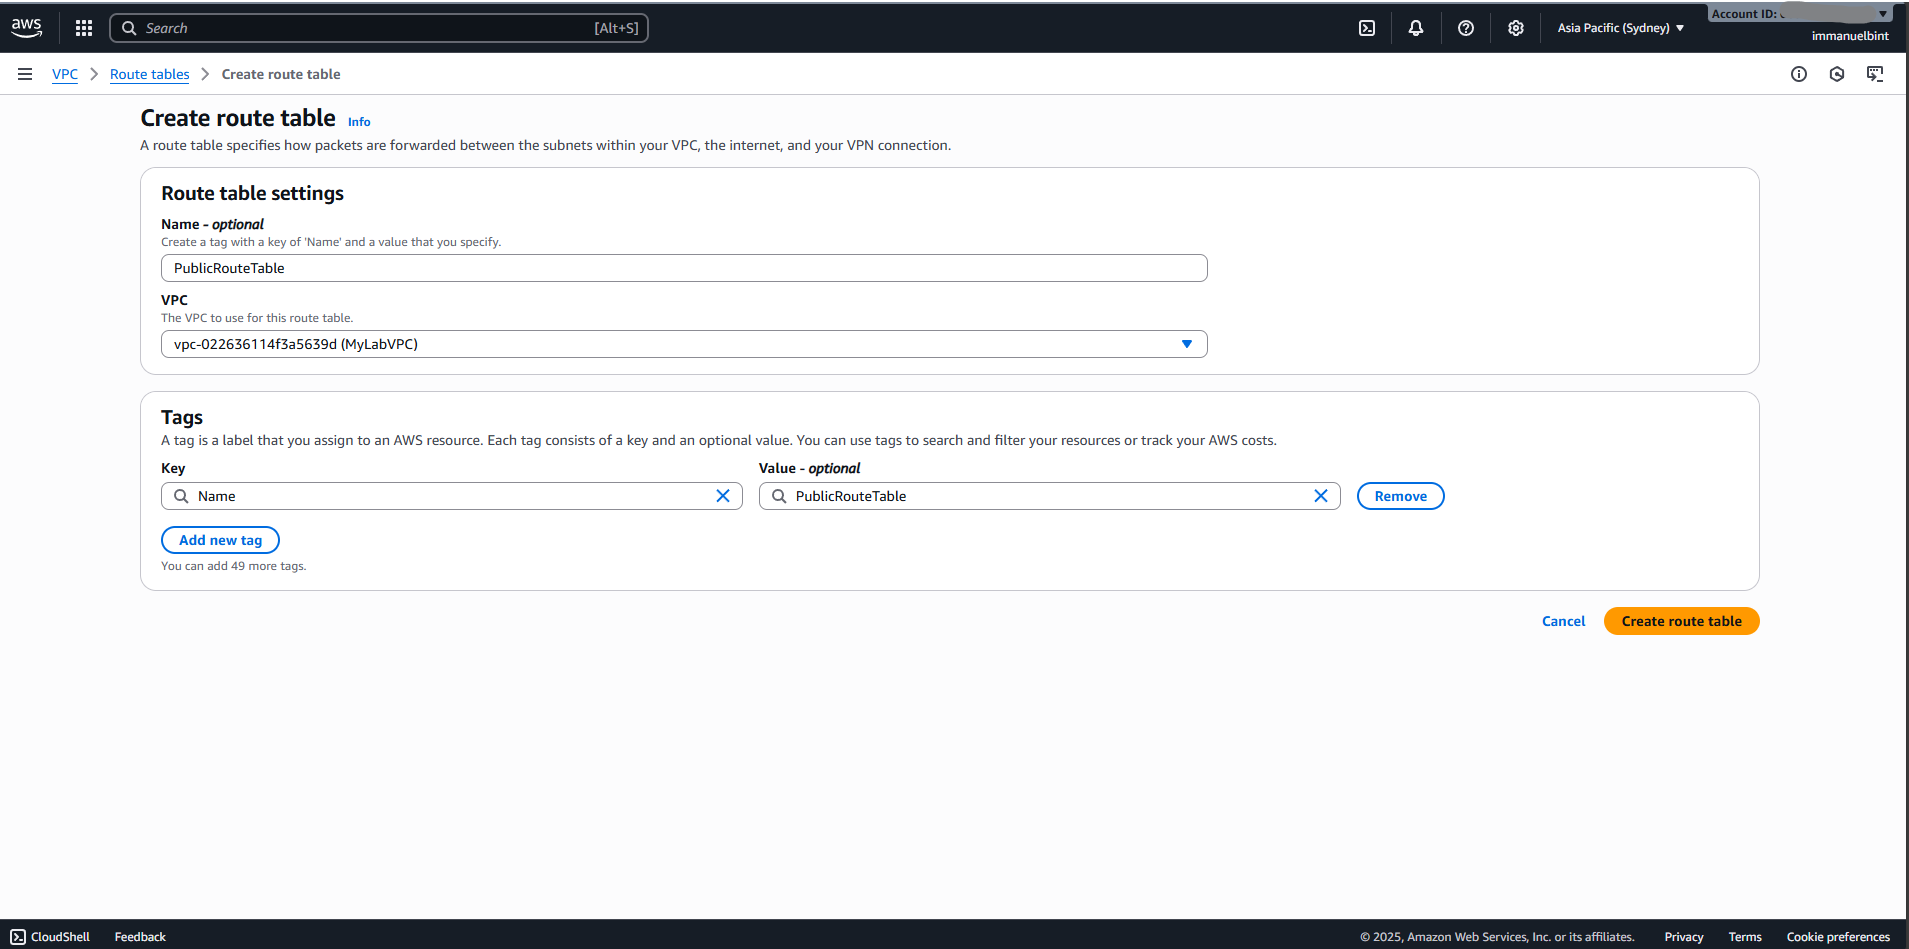 aws
Search [Alt+S]
Asia Pacific (Sydney)
Account ID:
immanuelbint
VPC > Route tables > Create route table
Create route table Info
A route table specifies how packets are forwarded between the subnets within your VPC, the internet, and your VPN connection.
Route table settings
Name - optional
Create a tag with a key of 'Name' and a value that you specify.
PublicRouteTable
VPC
The VPC to use for this route table.
vpc-022636114f3a5639d (MyLabVPC)
Tags
A tag is a label that you assign to an AWS resource. Each tag consists of a key and an optional value. You can use tags to search and filter your resources or track your AWS costs.
Key Value - optional
Name PublicRouteTable Remove
Add new tag
You can add 49 more tags.
Cancel Create route table
CloudShell Feedback © 2025, Amazon Web Services, Inc. or its affiliates. Privacy Terms Cookie preferences